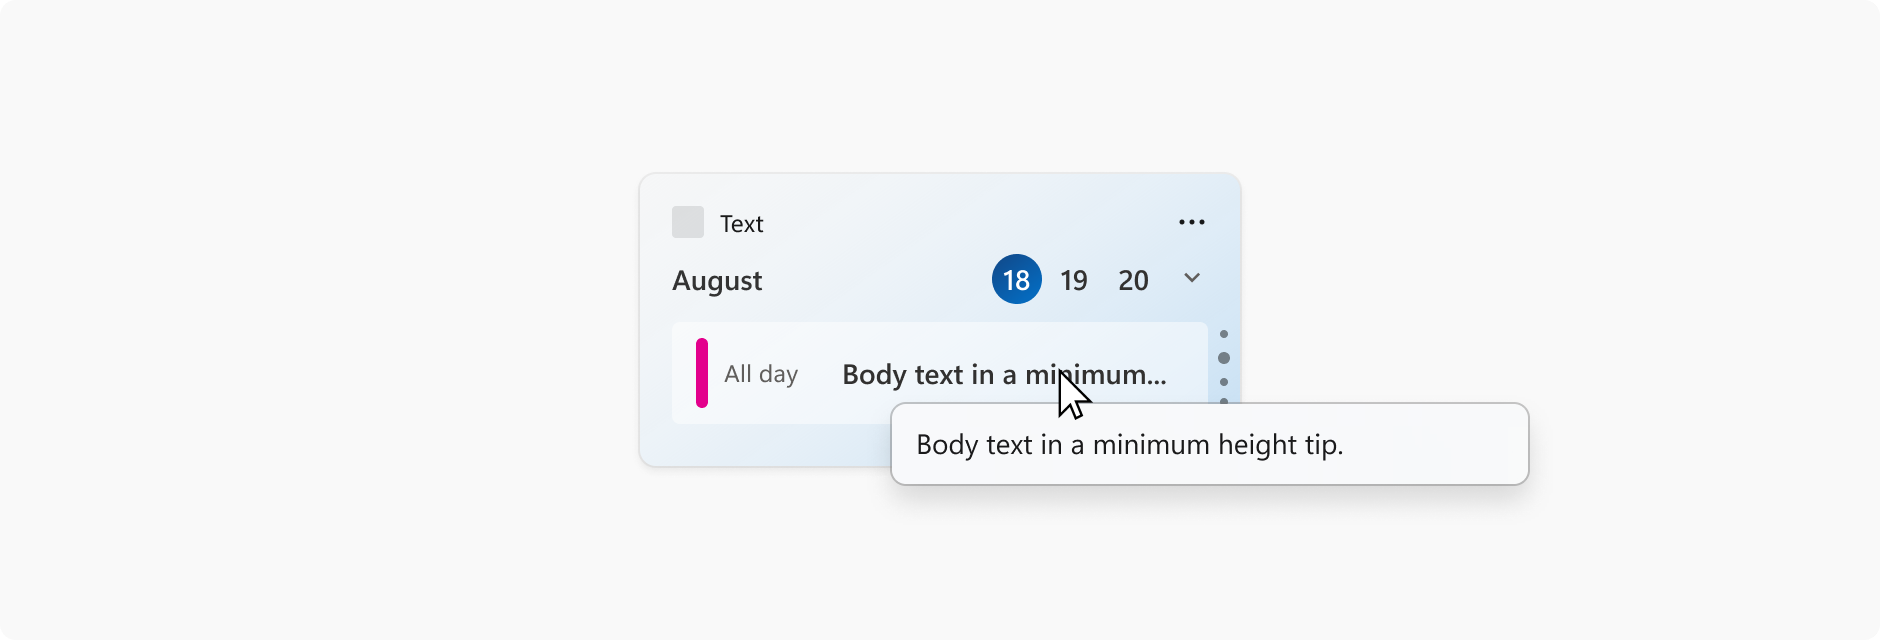 Text
August 18 19 20
All day Body text in a minimum...
Body text in a minimum height tip.